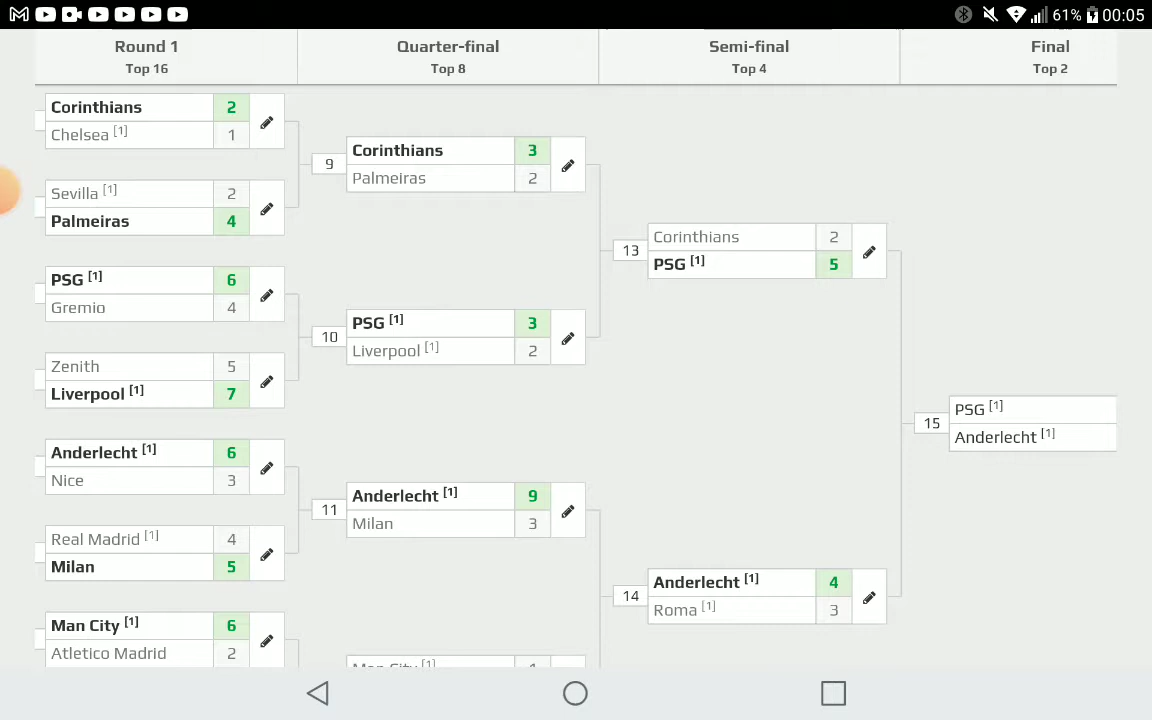 61% 00:05
Round 1
Top 16
Quarter-final
Top 8
Semi-final
Top 4
Final
Top 2
Corinthians 2
Chelsea [1] 1
Sevilla [1] 2
Palmeiras 4
PSG [1] 6
Gremio 4
Zenith 5
Liverpool [1] 7
Anderlecht [1] 6
Nice 3
Real Madrid [1] 4
Milan 5
Man City [1] 6
Atletico Madrid 2
9
Corinthians 3
Palmeiras 2
10
PSG [1] 3
Liverpool [1] 2
11
Anderlecht [1] 9
Milan 3
Man City [1]
13
Corinthians 2
PSG [1] 5
14
Anderlecht [1] 4
Roma [1] 3
15
PSG [1]
Anderlecht [1]